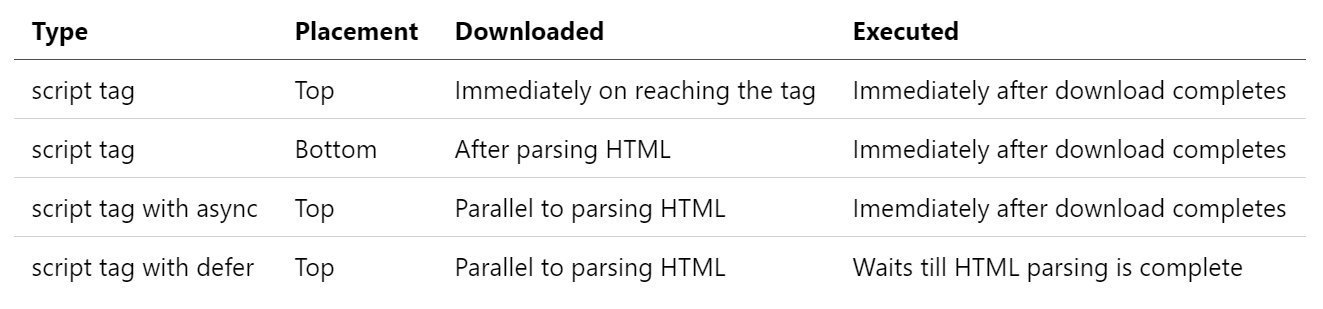 Type Placement Downloaded Executed
script tag Top Immediately on reaching the tag Immediately after download completes
script tag Bottom After parsing HTML Immediately after download completes
script tag with async Top Parallel to parsing HTML Imemdiately after download completes
script tag with defer Top Parallel to parsing HTML Waits till HTML parsing is complete